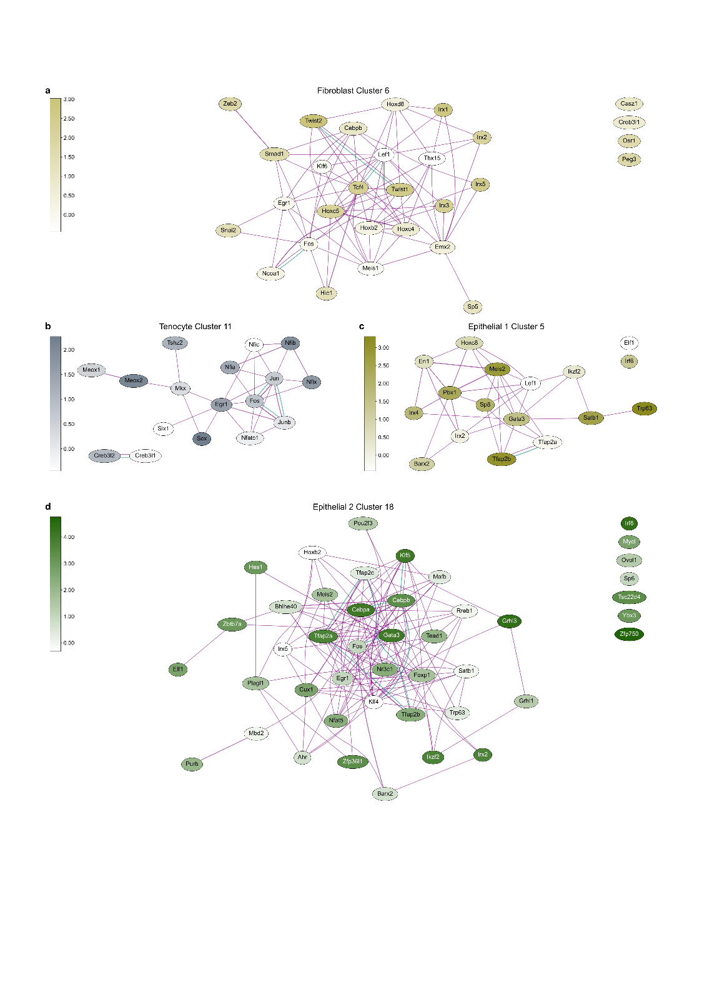 a
Fibroblast Cluster 6
3.00
2.50
2.00
1.50
1.00
0.50
0.00
Zeb2
Hoxd8
Irx1
Twist2
Cebpb
Irx2
Smad1
Lef1
Tbx15
Klf6
Tcf4
Twist1
Irx5
Egr1
Hoxc5
Irx3
Snai2
Hoxb2
Hoxc4
Fos
Emx2
Ncoa1
Meis1
Hic1
Sp5
Casz1
Creb3l1
Osr1
Peg3
b
Tenocyte Cluster 11
2.00
1.50
1.00
0.50
0.00
Tshz2
Nfic
Nfib
Meox1
Meox2
Nfia
Jun
Nfix
Mkx
Egr1
Fos
Six1
Scx
Nfatc1
Junb
Creb3l2
Creb3l1
c
Epithelial 1 Cluster 5
3.00
2.50
2.00
1.50
1.00
0.50
0.00
Hoxc8
Elf1
En1
Meis2
Irf6
Lef1
Ikzf2
Pbx1
Sp8
Irx4
Gata3
Satb1
Trp63
Irx2
Tfap2a
Barx2
Tfap2b
d
Epithelial 2 Cluster 18
4.00
3.00
2.00
1.00
0.00
Pou2f3
Hoxb2
Klf5
Hes1
Tfap2c
Mafb
Meis2
Bhlhe40
Cebpa
Cebpb
Rreb1
Zbtb7a
Grhl3
Tfap2a
Gata3
Tead1
Irx5
Fos
Elf1
Nr3c1
Foxp1
Satb1
Plagl1
Egr1
Cux1
Klf4
Grhl1
Nfat5
Tfap2b
Trp63
Mbd2
Purb
Ahr
Zfp36l1
Ikzf2
Irx2
Barx2
Irf6
Mycl
Ovol1
Sp6
Tsc22d4
Ybx3
Zfp750